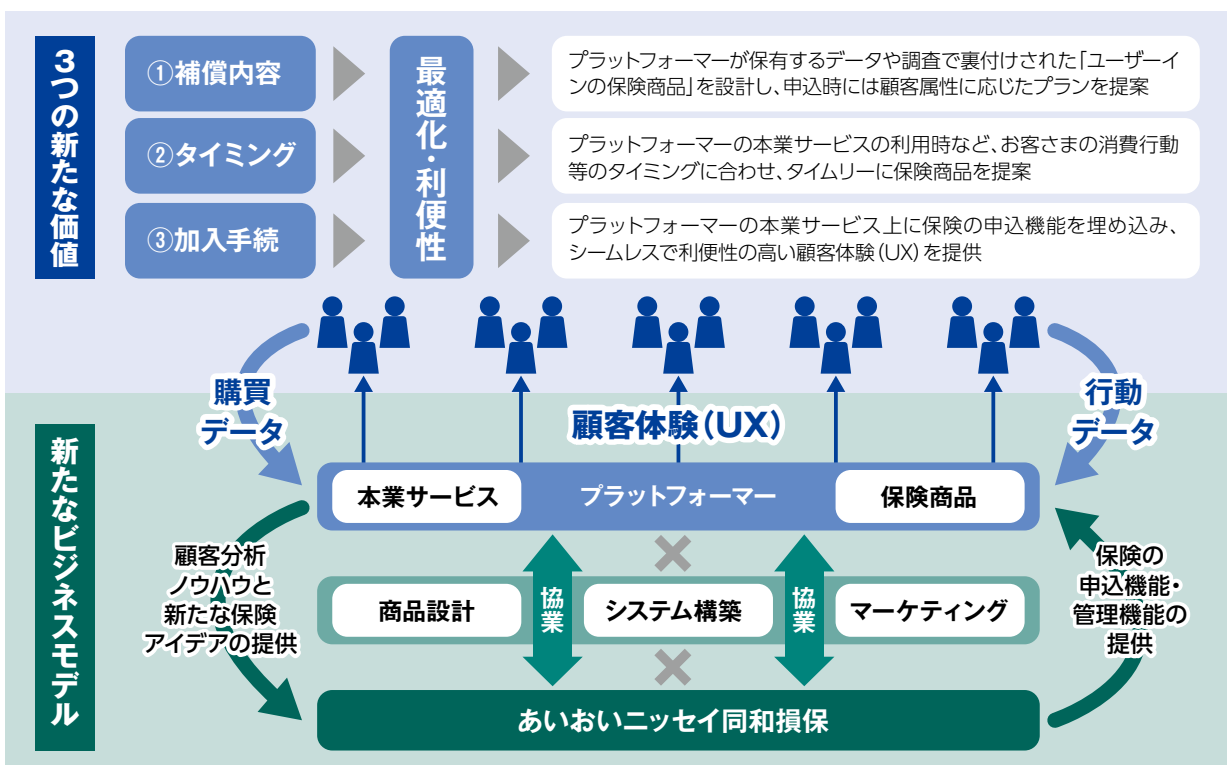 3つの新たな価値
①補償内容
②タイミング
③加入手続
最適化・利便性
プラットフォーマーが保有するデータや調査で裏付けされた「ユーザーイ
ンの保険商品」を設計し、申込時には顧客属性に応じたプランを提案
プラットフォーマーの本業サービスの利用時など、お客さまの消費行動
等のタイミングに合わせ、タイムリーに保険商品を提案
プラットフォーマーの本業サービス上に保険の申込機能を埋め込み、
シームレスで利便性の高い顧客体験(UX)を提供
購買
データ
顧客体験(UX)
行動
データ
新たなビジネスモデル
本業サービス
プラットフォーマー
保険商品
顧客分析
ノウハウと
新たな保険
アイデアの提供
商品設計
協業
システム構築
協業
マーケティング
保険の
申込機能・
管理機能の
提供
あいおいニッセイ同和損保